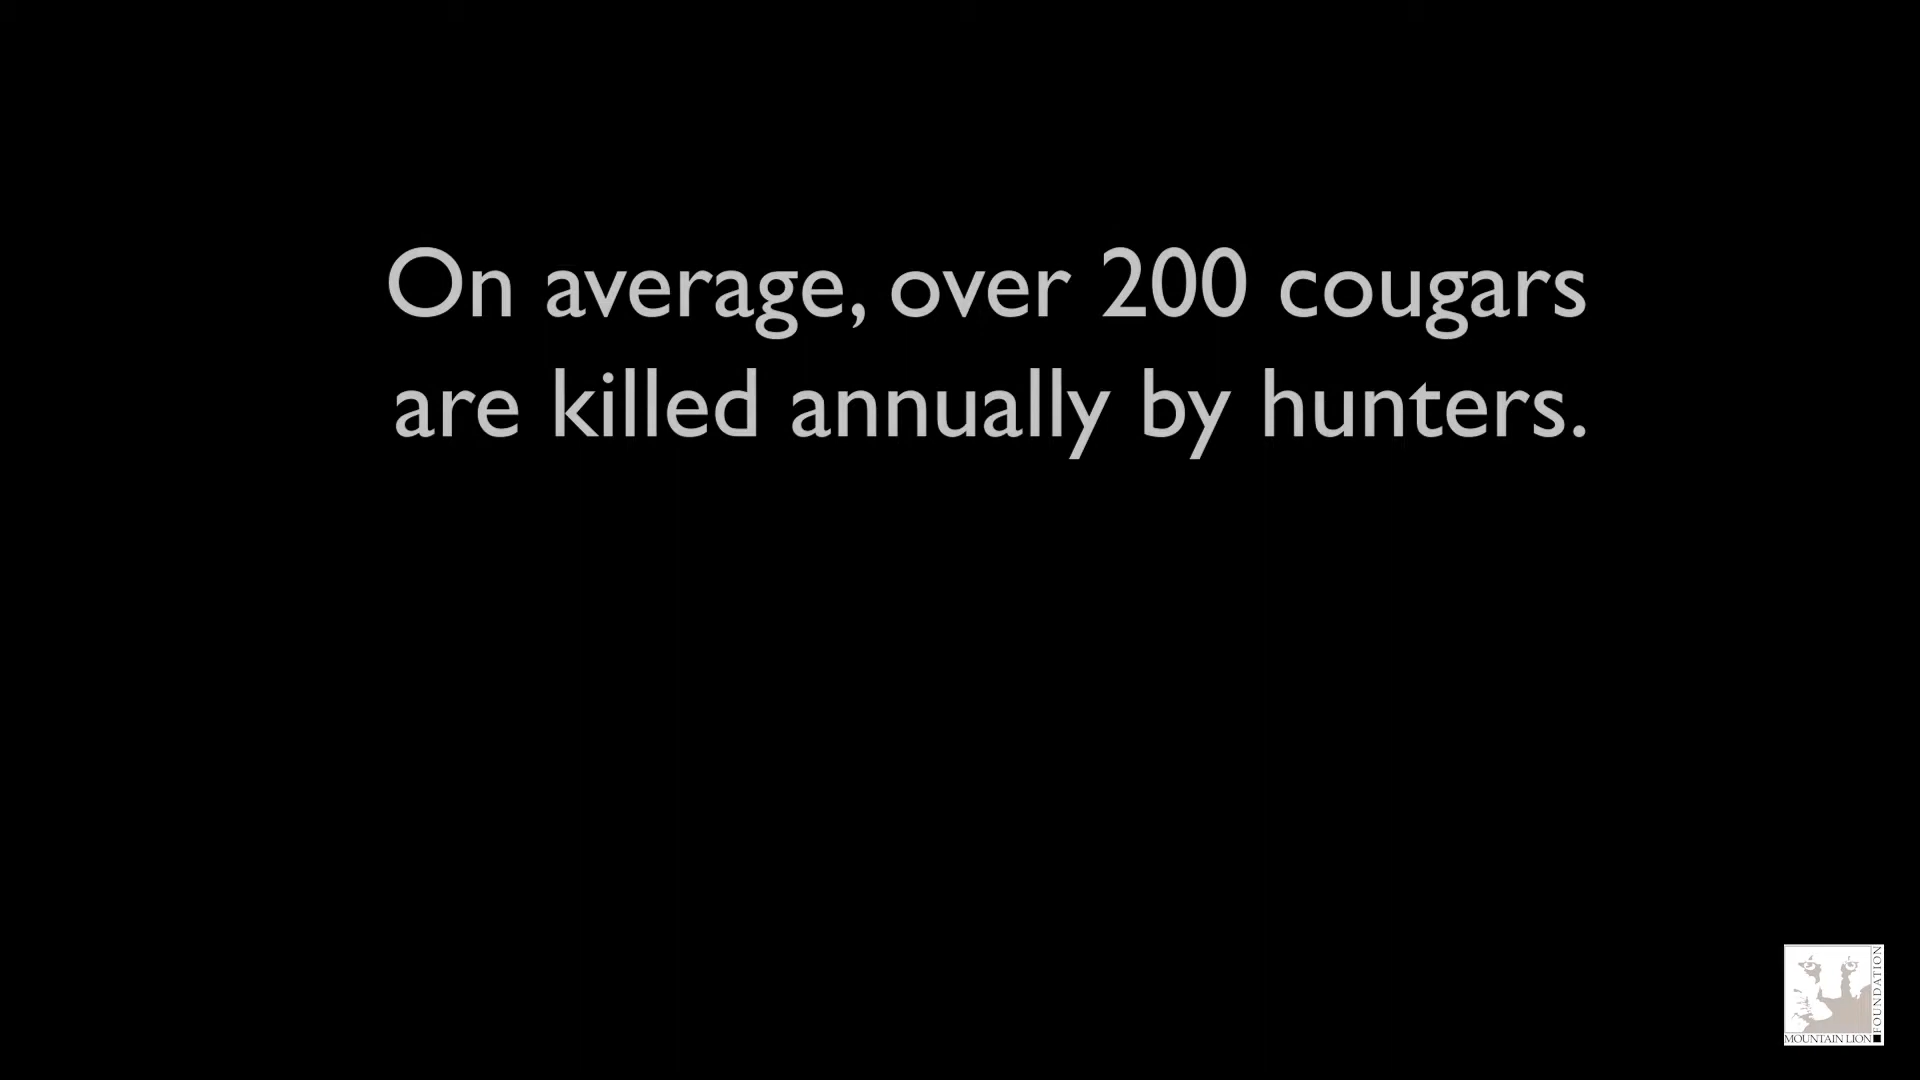 On average, over 200 cougars
are killed annually by hunters.
MOUNTAIN LION
FOUNDATION